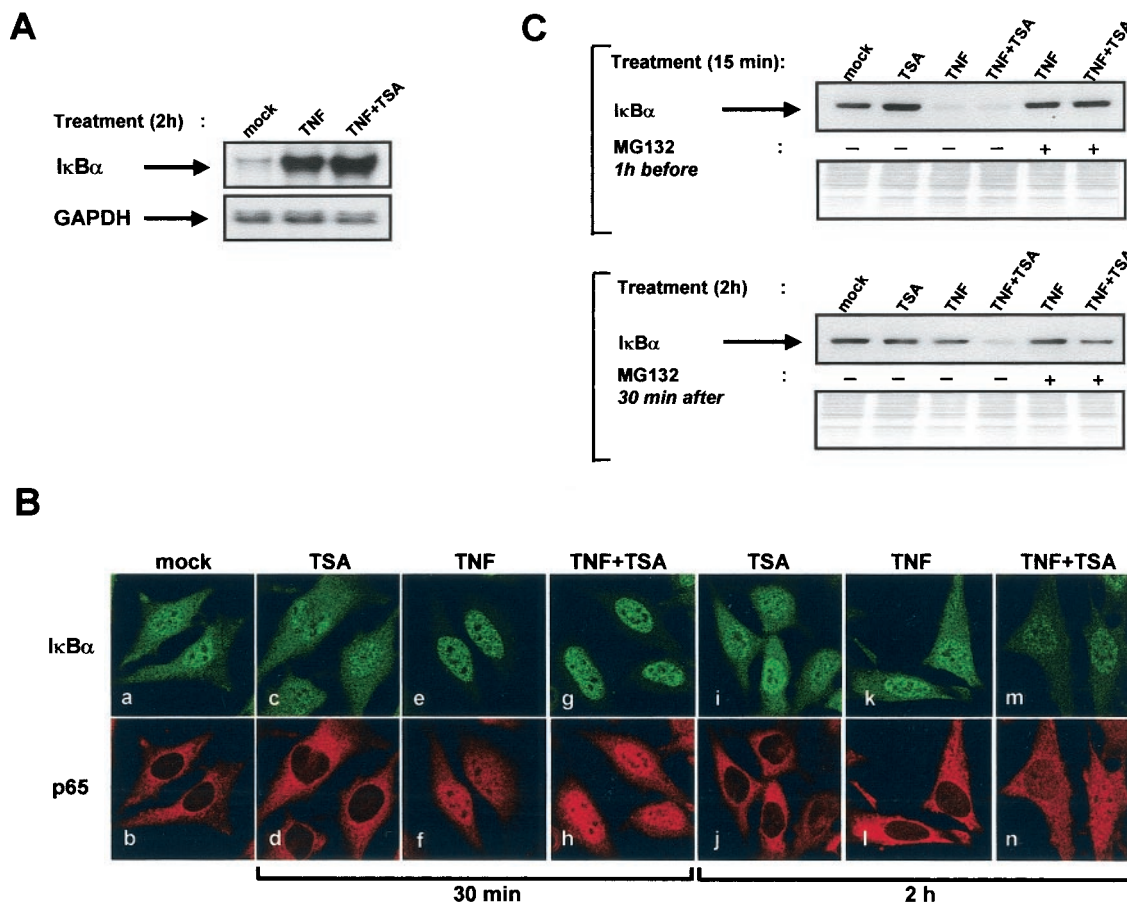 A
Treatment (2h) :
mock TNF TNF+TSA
IκBα
GAPDH
C
Treatment (15 min):
mock TSA TNF TNF+TSA TNF TNF+TSA
IκBα
MG132 : – – – – + +
1h before
Treatment (2h) :
mock TSA TNF TNF+TSA TNF TNF+TSA
IκBα
MG132 : – – – – + +
30 min after
B
mock TSA TNF TNF+TSA TSA TNF TNF+TSA
IκBα
a c e g i k m
p65
b d f h j l n
30 min 2 h